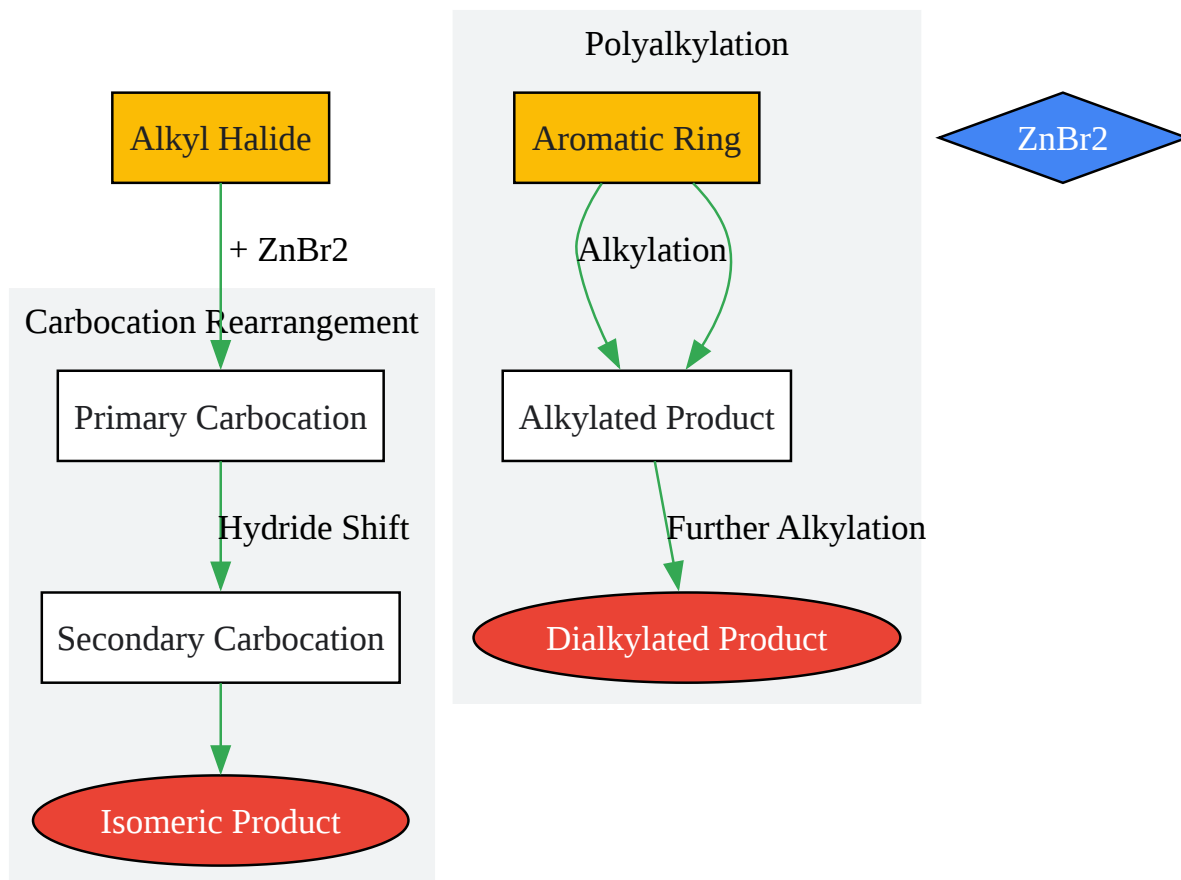 Polyalkylation
Alkyl Halide
Aromatic Ring
ZnBr2
+ ZnBr2
Alkylation
Carbocation Rearrangement
Primary Carbocation
Alkylated Product
Hydride Shift
Further Alkylation
Secondary Carbocation
Dialkylated Product
Isomeric Product